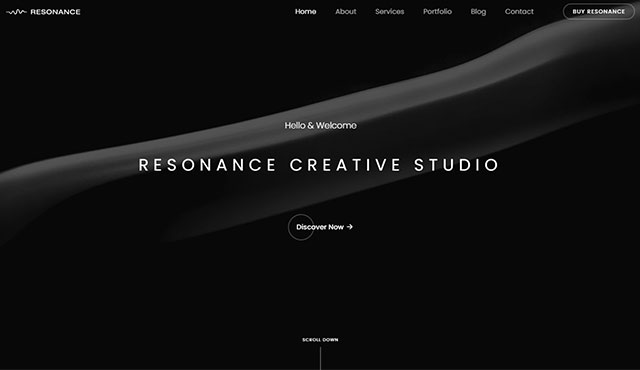 RESONANCE
Home About Services Portfolio Blog Contact
BUY RESONANCE
Hello & Welcome
RESONANCE CREATIVE STUDIO
Discover Now →
SCROLL DOWN